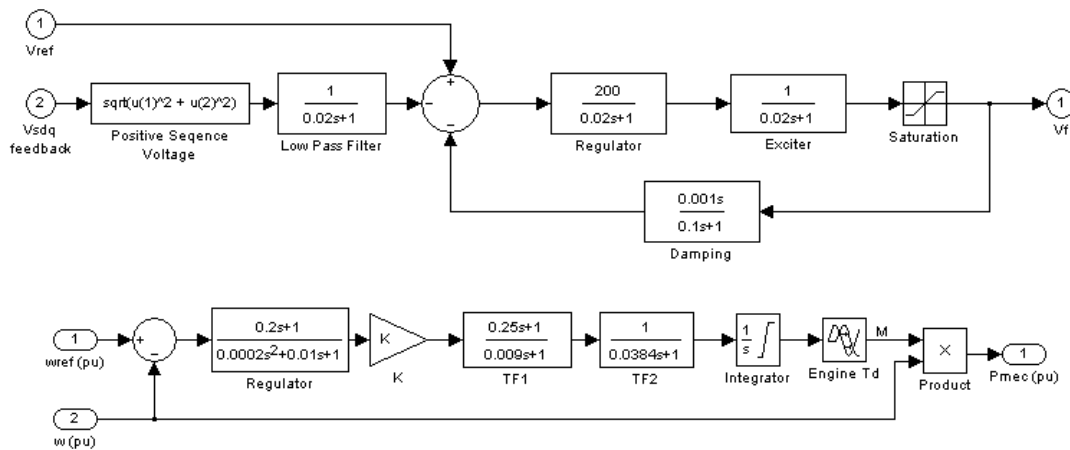 1
Vref
2
Vsdq
feedback
sqrt(u(1)^2 + u(2)^2)
Positive Seqence
Voltage
1
0.02s+1
Low Pass Filter
+
−
−
200
0.02s+1
Regulator
1
0.02s+1
Exciter
Saturation
1
Vf
0.001s
0.1s+1
Damping
1
wref (pu)
2
w (pu)
+
−
0.2s+1
0.0002s²+0.01s+1
Regulator
K
K
0.25s+1
0.009s+1
TF1
1
0.0384s+1
TF2
1
s
Integrator
Engine Td
M
×
Product
1
Pmec (pu)